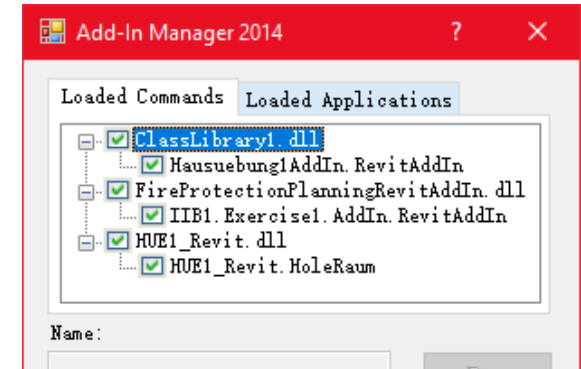 Add-In Manager 2014 ?
Loaded Commands Loaded Applications
ClassLibrary1.dll
Hausuebung1AddIn.RevitAddIn
FireProtectionPlanningRevitAddIn.dll
IIB1.Exercise1.AddIn.RevitAddIn
HUE1_Revit.dll
HUE1_Revit.HoleRaum
Name: